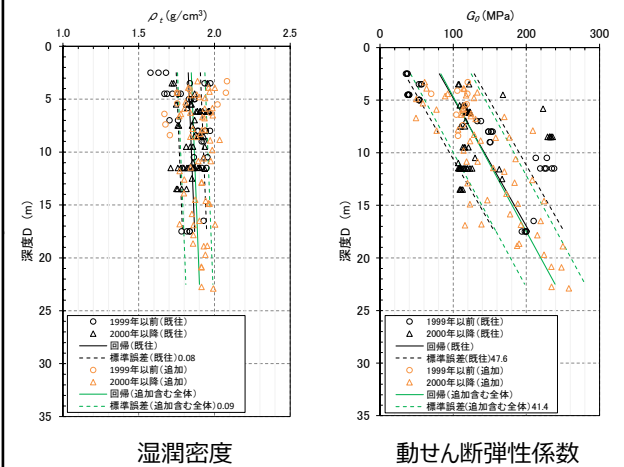 ρt (g/cm³)
1.0 1.5 2.0 2.5
0
5
10
15
20
25
30
35
深度D (m)
○ 1999年以前(既往)
△ 2000年以降(既往)
回帰(既往)
標準誤差(既往)0.08
○ 1999年以前(追加)
△ 2000年以降(追加)
回帰(追加含む全体)
標準誤差(追加含む全体)0.09
湿潤密度
G0(MPa)
0 100 200 300
0
5
10
15
20
25
30
35
深度D (m)
○ 1999年以前(既往)
△ 2000年以降(既往)
回帰(既往)
標準誤差(既往)47.6
○ 1999年以前(追加)
△ 2000年以降(追加)
回帰(追加含む全体)
標準誤差(追加含む全体)41.4
動せん断弾性係数